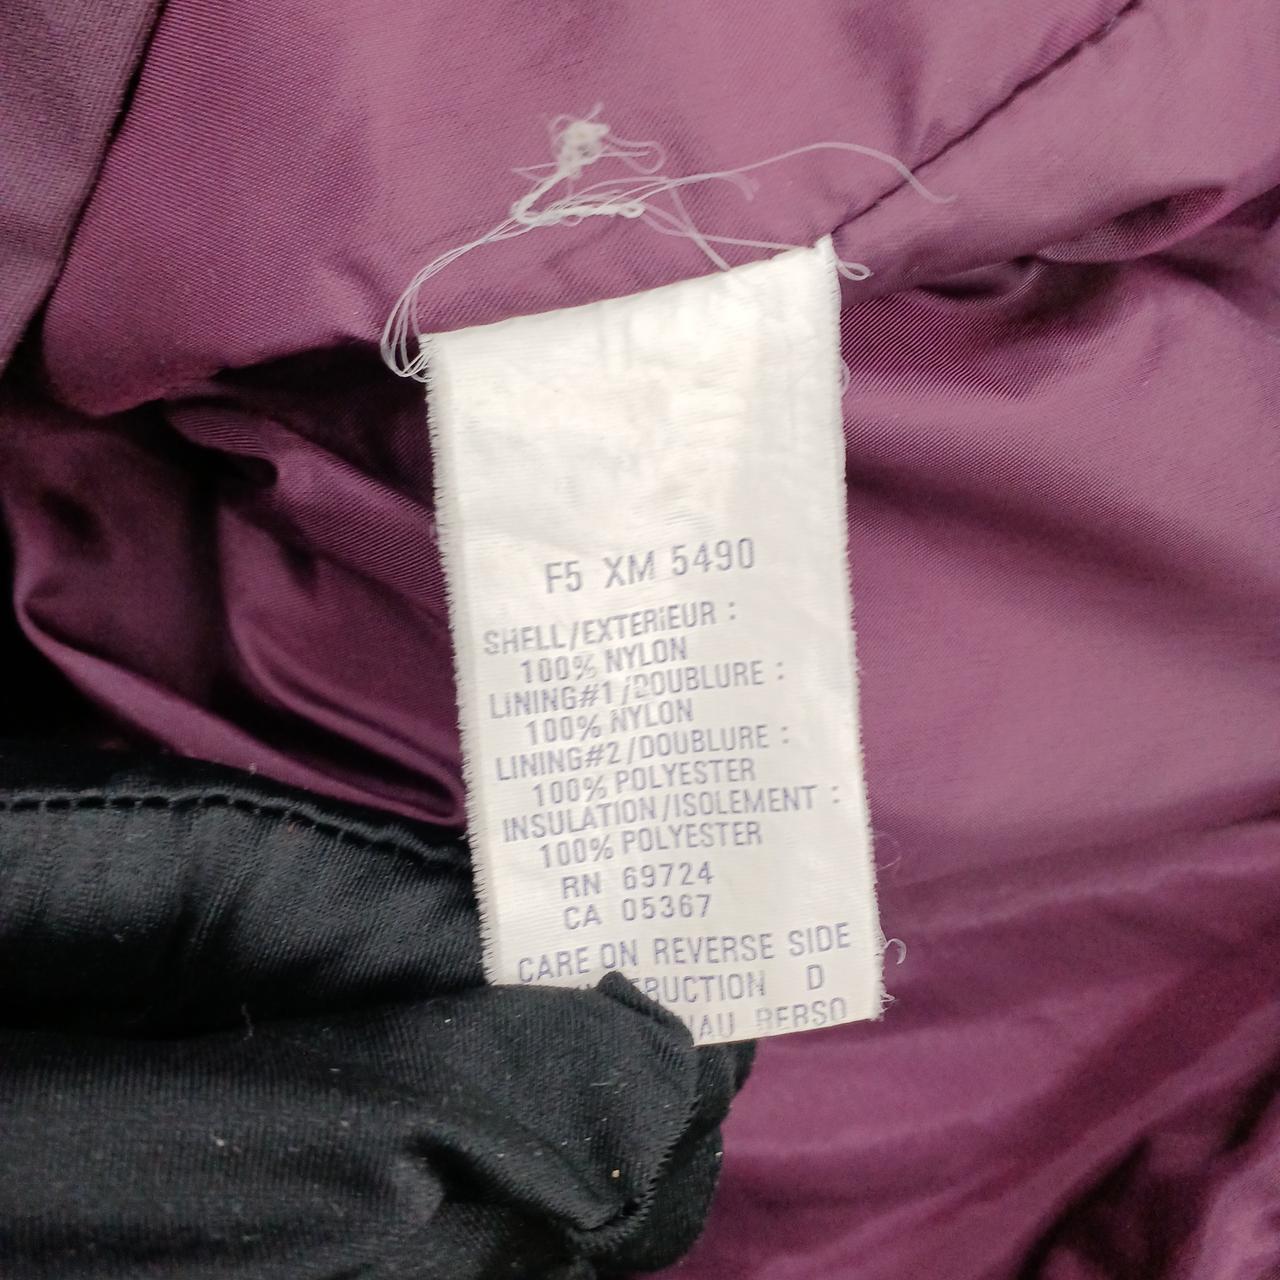 F5 XM 5490
SHELL/EXTERiEUR :
100% NYLON
LINING#1/DOUBLURE :
100% NYLON
LINING#2/DOUBLURE :
100% POLYESTER
INSULATION/ISOLEMENT :
100% POLYESTER
RN 69724
CA 05367
CARE ON REVERSE SIDE
D
RERSO